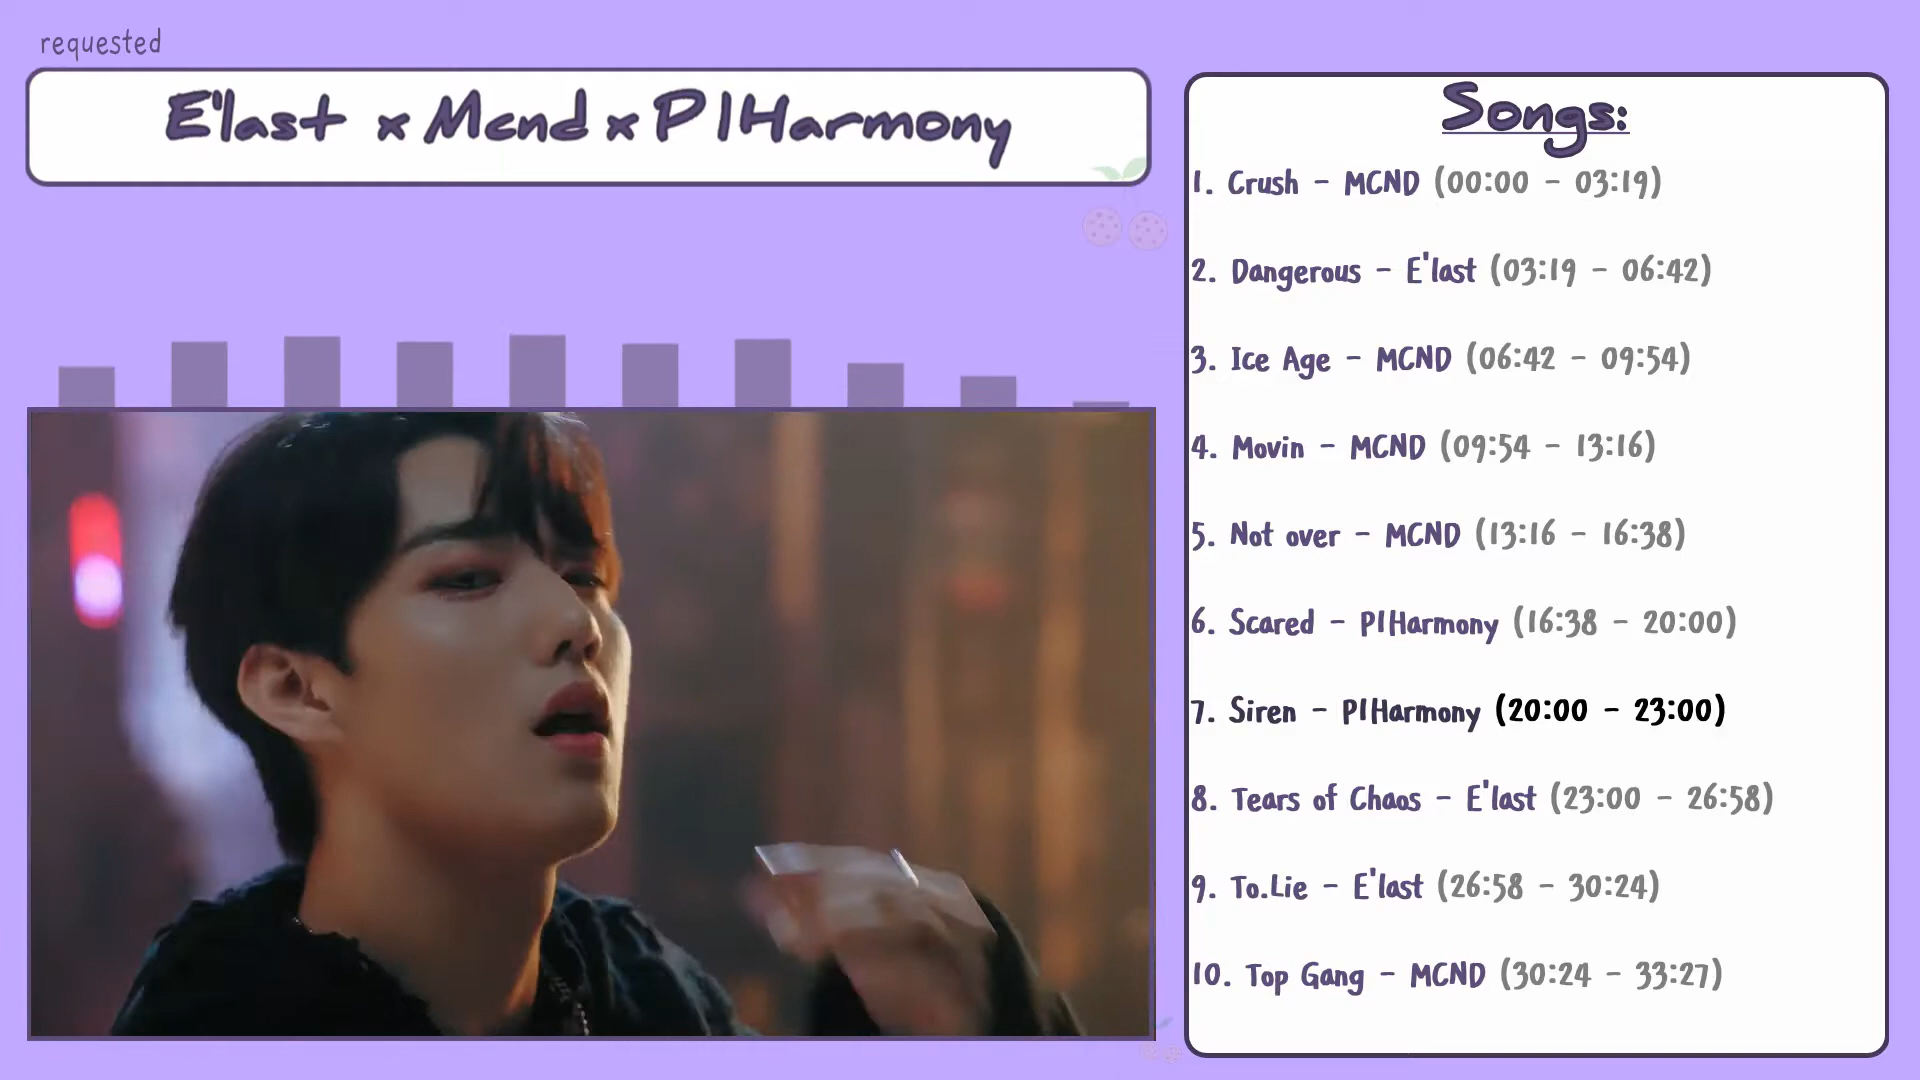 requested
E'last x Mcnd x P1Harmony
Songs:
1. Crush - MCND (00:00 - 03:19)
2. Dangerous - E'last (03:19 - 06:42)
3. Ice Age - MCND (06:42 - 09:54)
4. Movin - MCND (09:54 - 13:16)
5. Not over - MCND (13:16 - 16:38)
6. Scared - P1Harmony (16:38 - 20:00)
7. Siren - P1Harmony (20:00 - 23:00)
8. Tears of Chaos - E'last (23:00 - 26:58)
9. To.Lie - E'last (26:58 - 30:24)
10. Top Gang - MCND (30:24 - 33:27)